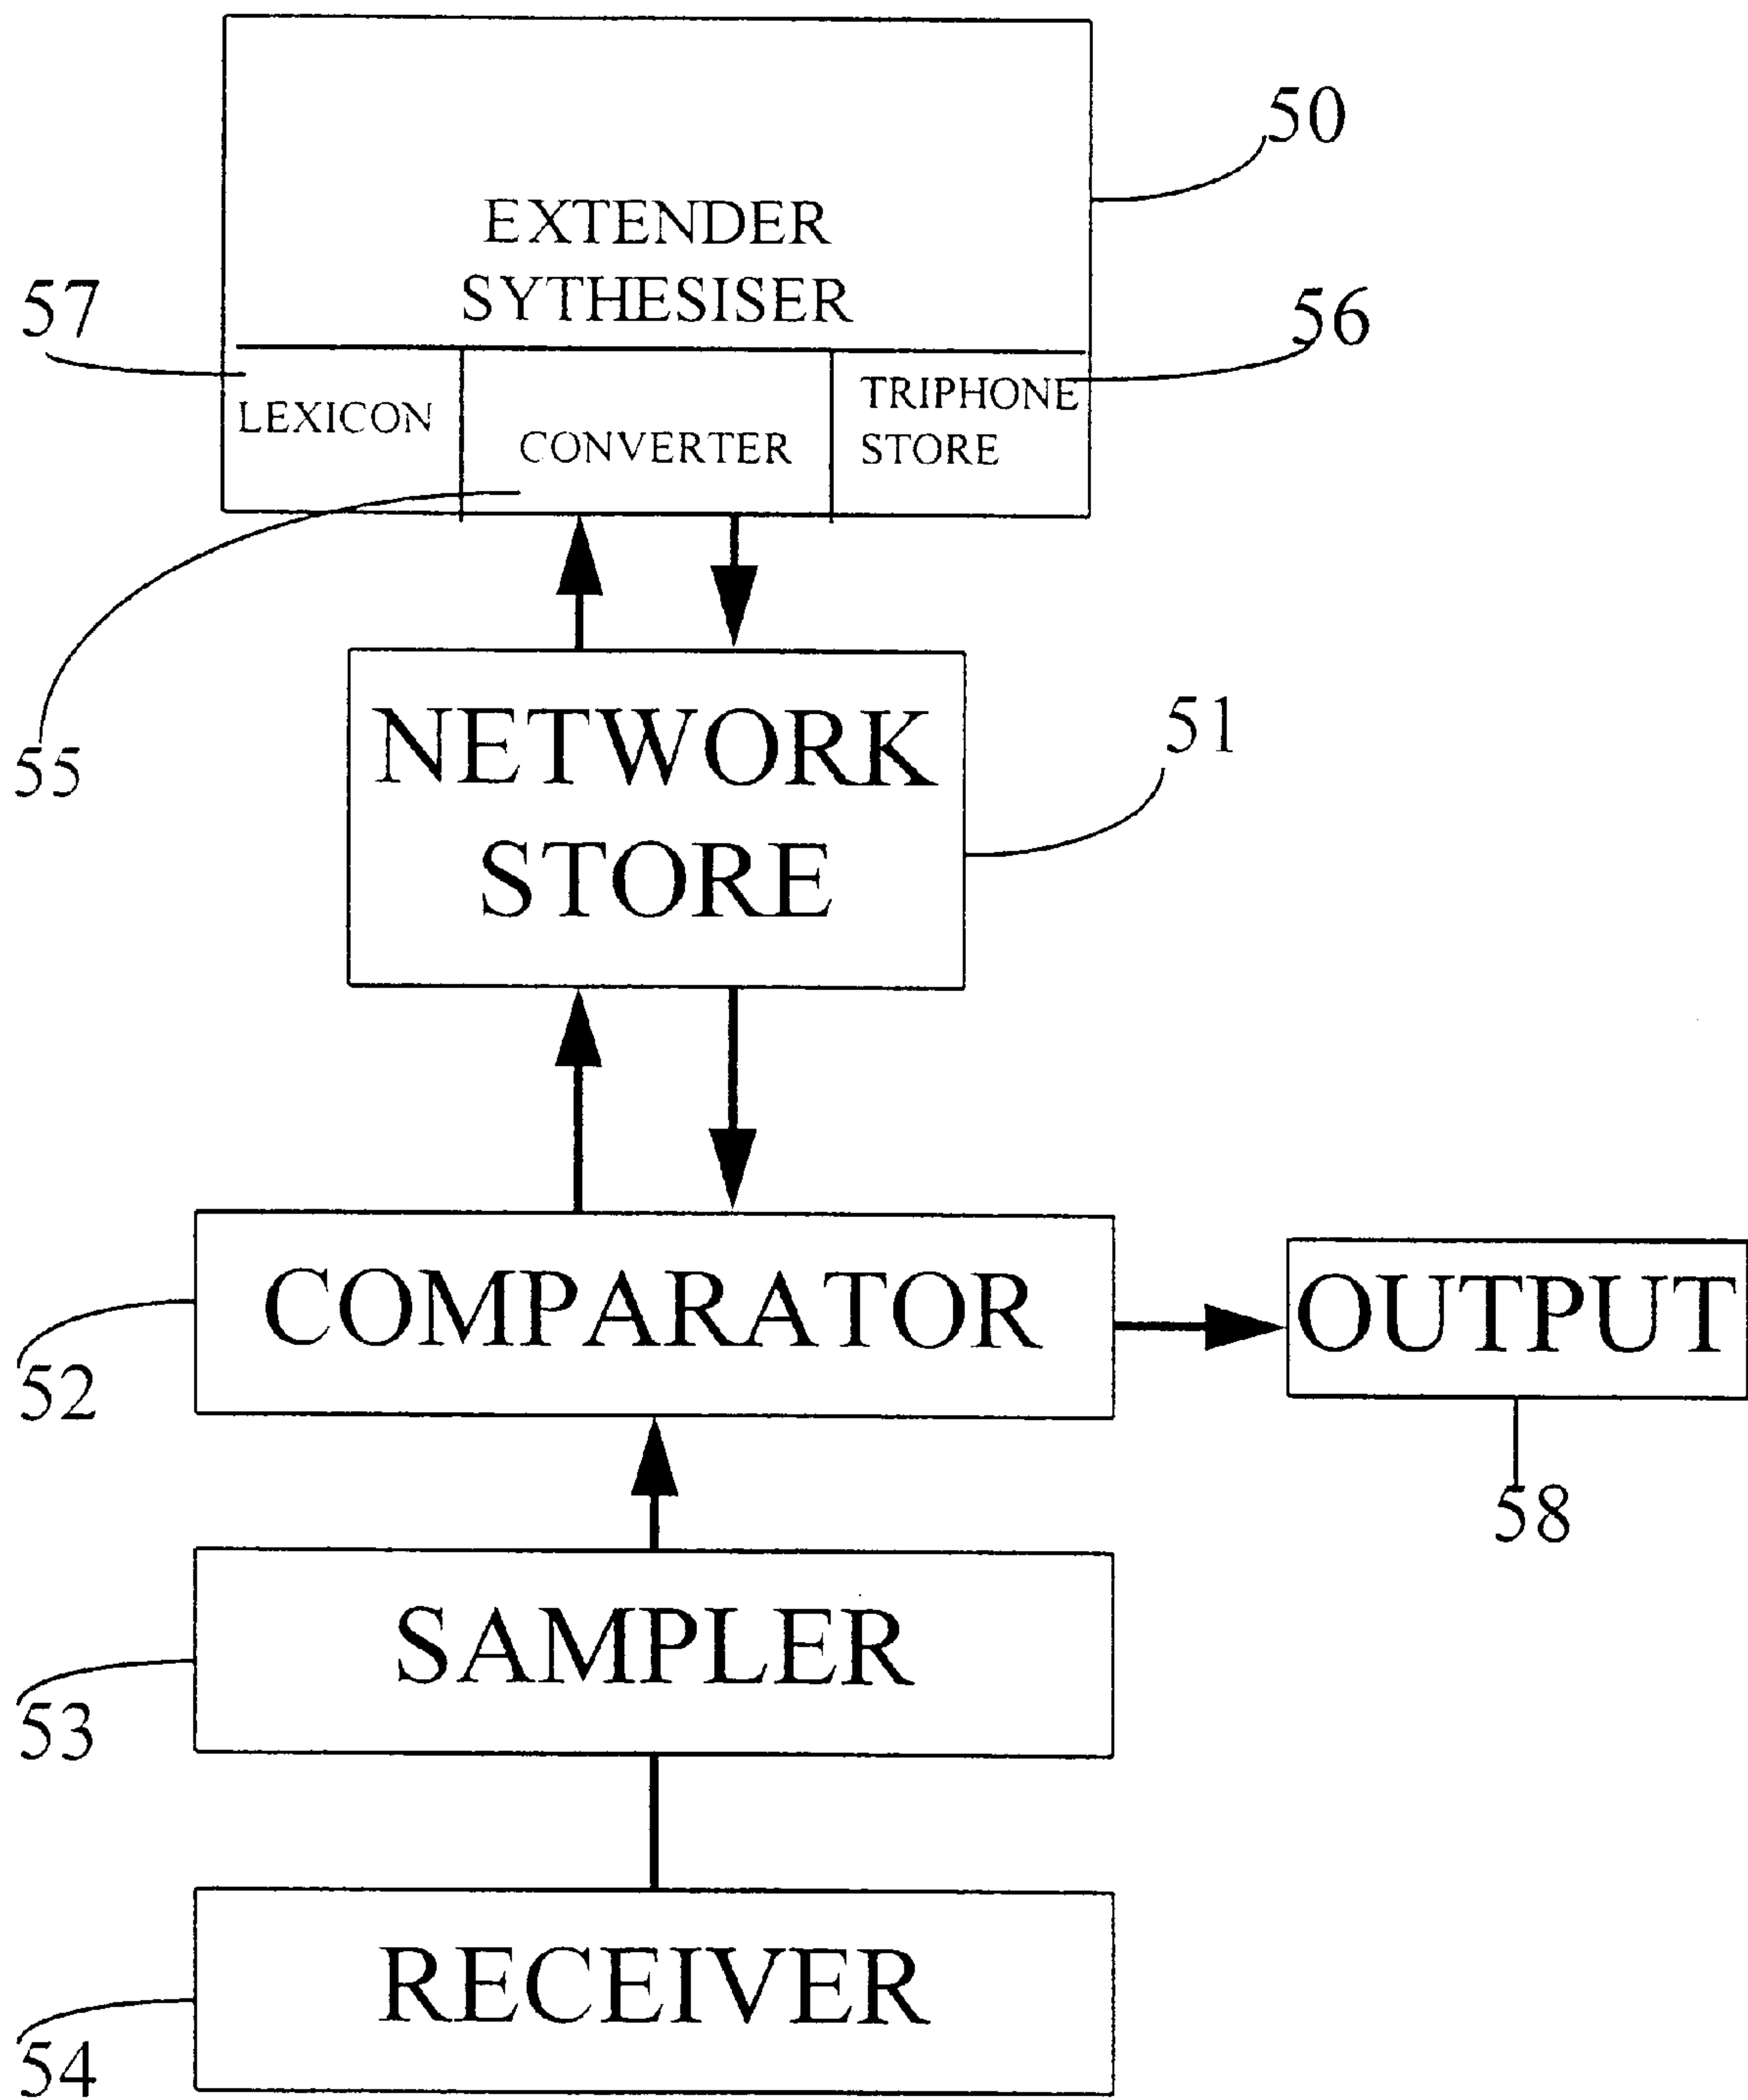 50
EXTENDER
SYTHESISER
57
56
LEXICON
CONVERTER
TRIPHONE
STORE
55
NETWORK
STORE
51
COMPARATOR
OUTPUT
52
58
SAMPLER
53
RECEIVER
54